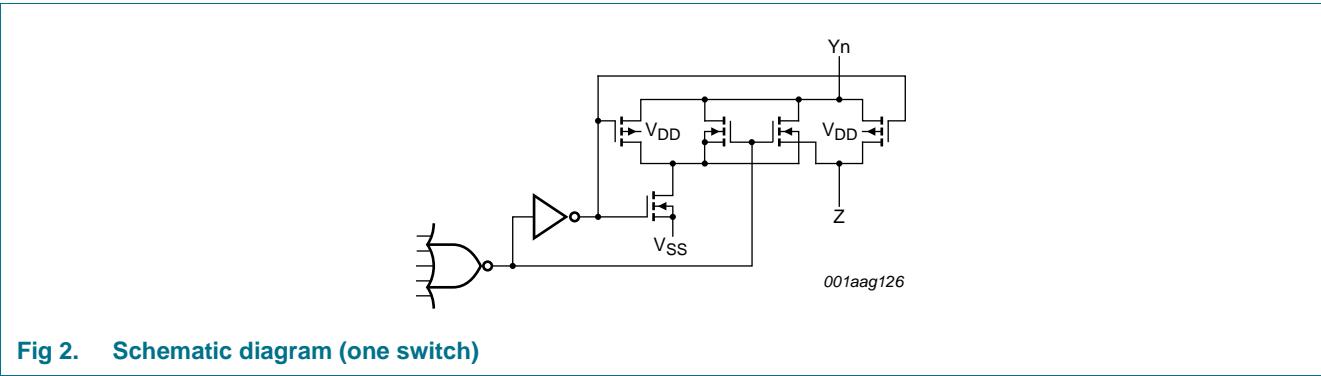 Yn
VDD
VDD
Z
VSS
001aag126
Fig 2. Schematic diagram (one switch)